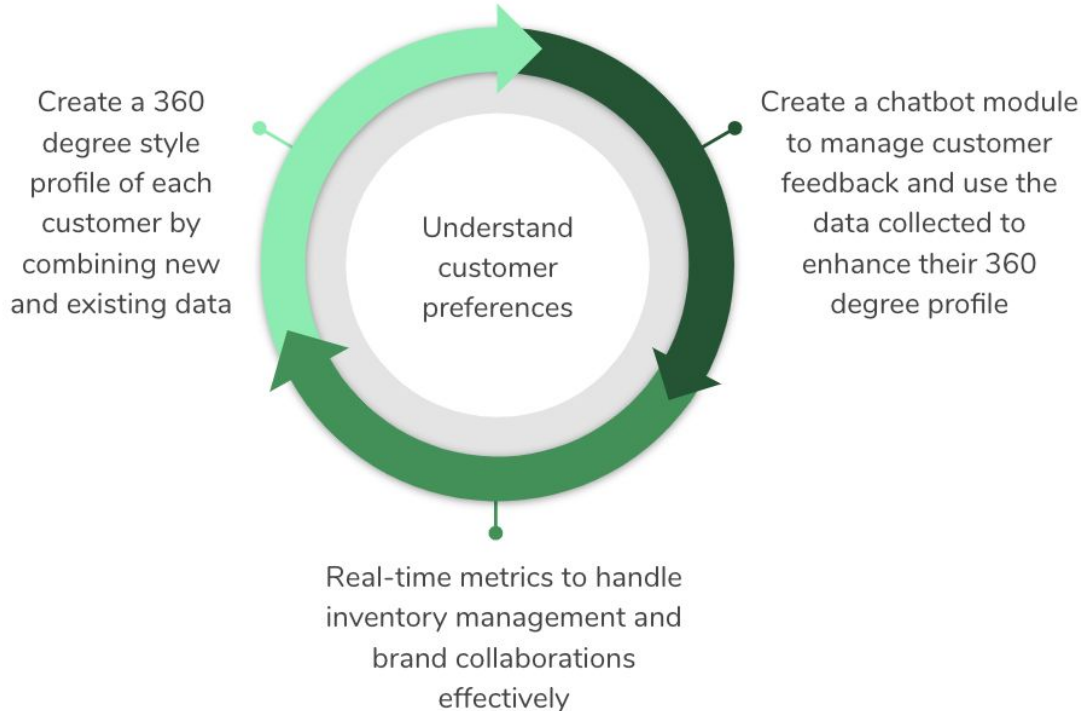 Create a 360
degree style
profile of each
customer by
combining new
and existing data
Understand
customer
preferences
Create a chatbot module
to manage customer
feedback and use the
data collected to
enhance their 360
degree profile
Real-time metrics to handle
inventory management and
brand collaborations
effectively